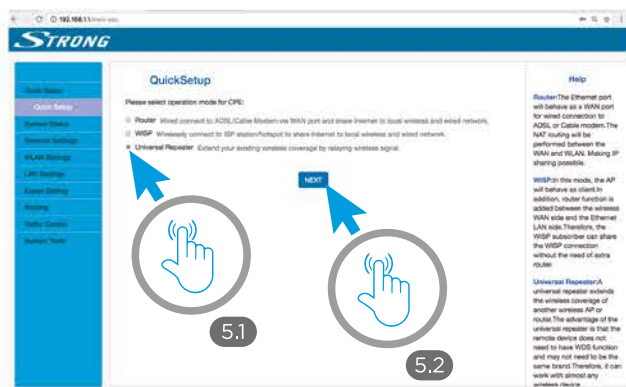 192.168.1.1
STRONG
Quick Setup
QuickSetup
Please select operation mode for CPE:
Router Wired connect to ADSL/Cable Modem via WAN port and share Internet to local wireless and wired network.
WISP Wirelessly connect to ISP station/hotspot to share Internet to local wireless and wired network.
Universal Repeater Extend your existing wireless coverage by relaying wireless signal.
NEXT
5.1
5.2
Help
Router:The Ethernet port
will behave as a WAN port
for wired connection to
ADSL or Cable modem.The
NAT routing will be
performed between the
WAN and WLAN. Making IP
sharing possible.
WISP:In this mode, the AP
will behave as client.In
addition, router function is
added between the wireless
WAN side and the Ethernet
LAN side.Therefore, the
WISP subscriber can share
the WISP connection
without the need of extra
router.
Universal Repeater:A
universal repeater extends
the wireless coverage of
another wireless AP or
router.The advantage of the
universal repeater is that the
remote device does not
need to have WDS function
and may not need to be the
same brand.Therefore, it can
work with almost any
wireless device